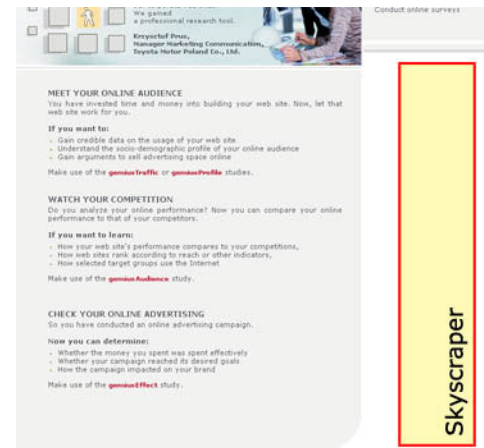 We gained
a professional research tool.
Krzysztof Prus,
Manager Marketing Communication,
Toyota Motor Poland Co., Ltd.
Conduct online surveys
MEET YOUR ONLINE AUDIENCE
You have invested time and money into building your web site. Now, let that
web site work for you.
If you want to:
Gain credible data on the usage of your web site
Understand the socio-demographic profile of your online audience
Gain arguments to sell advertising space online
Make use of the gemiusTraffic or gemiusProfile studies.
WATCH YOUR COMPETITION
Do you analyze your online performance? Now you can compare your online
performance to that of your competitors.
If you want to learn:
How your web site's performance compares to your competitions,
How web sites rank according to reach or other indicators,
How selected target groups use the Internet
Make use of the gemiusAudience study.
CHECK YOUR ONLINE ADVERTISING
So you have conducted an online advertising campaign.
Now you can determine:
Whether the money you spent was spent effectively
Whether your campaign reached its desired goals
How the campaign impacted on your brand
Make use of the gemiusEffect study.
Skyscraper